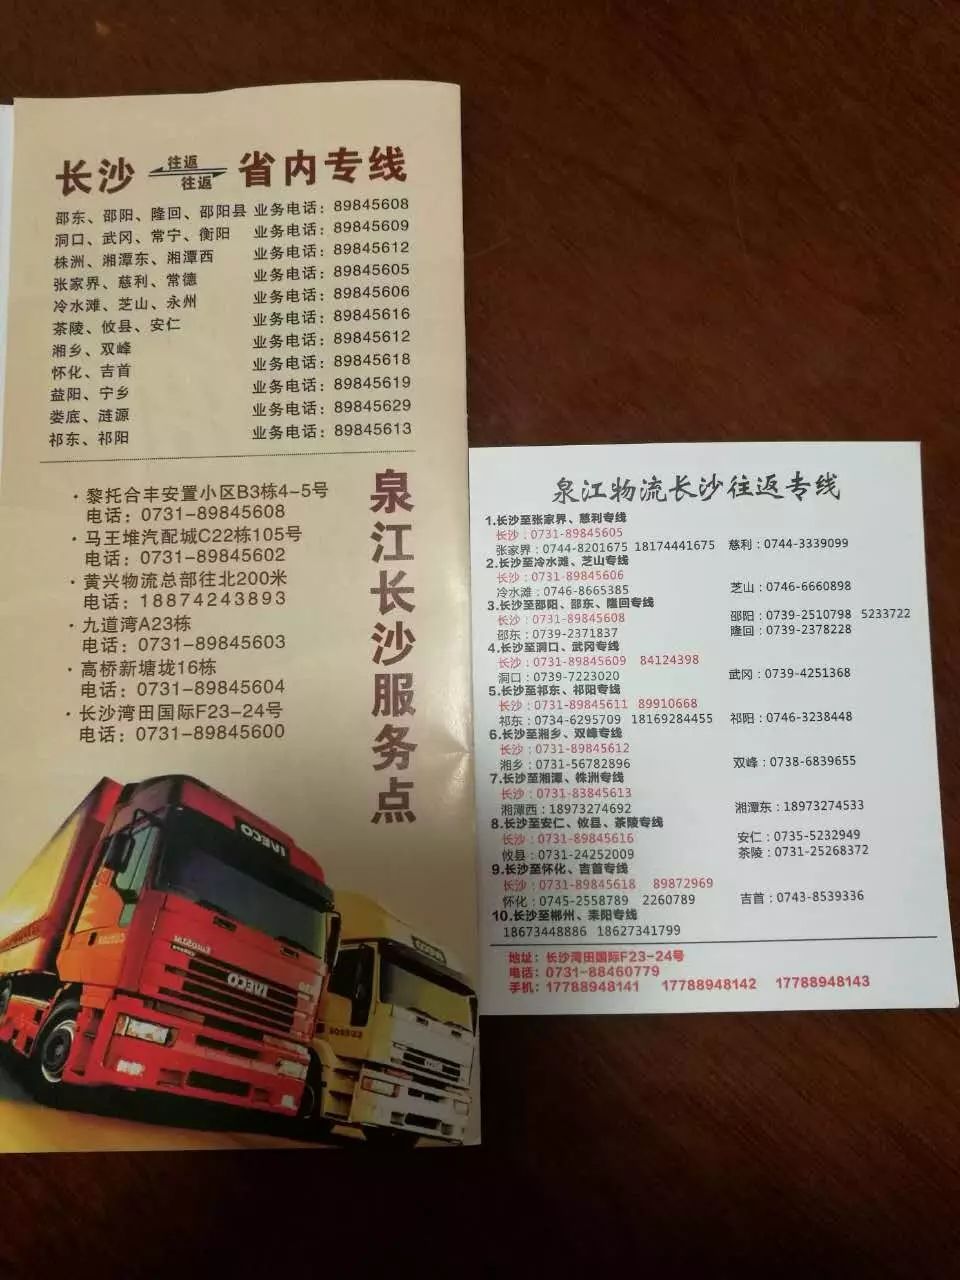 长沙 往返 往返 省内专线
邵东、邵阳、隆回、邵阳县 业务电话：89845608
洞口、武冈、常宁、衡阳 业务电话：89845609
株洲、湘潭东、湘潭西 业务电话：89845612
张家界、慈利、常德 业务电话：89845605
冷水滩、芝山、永州 业务电话：89845606
茶陵、攸县、安仁 业务电话：89845616
湘乡、双峰 业务电话：89845612
怀化、吉首 业务电话：89845618
益阳、宁乡 业务电话：89845619
娄底、涟源 业务电话：89845629
祁东、祁阳 业务电话：89845613
·黎托合丰安置小区B3栋4-5号
电话：0731-89845608
·马王堆汽配城C22栋105号
电话：0731-89845602
·黄兴物流总部往北200米
电话：18874243893
·九道湾A23栋
电话：0731-89845603
·高桥新塘垅16栋
电话：0731-89845604
·长沙湾田国际F23-24号
电话：0731-89845600
泉江长沙服务点
IVECO
IVECO
泉江物流长沙往返专线
1.长沙至张家界、慈利专线
长沙：0731-89845605
张家界：0744-8201675 18174441675 慈利：0744-3339099
2.长沙至冷水滩、芝山专线
长沙：0731-89845606
冷水滩：0746-8665385 芝山：0746-6660898
3.长沙至邵阳、邵东、隆回专线
长沙：0731-89845608 邵阳：0739-2510798 5233722
邵东：0739-2371837 隆回：0739-2378228
4.长沙至洞口、武冈专线
长沙：0731-89845609 84124398
洞口：0739-7223020 武冈：0739-4251368
5.长沙至祁东、祁阳专线
长沙：0731-89845611 89910668
祁东：0734-6295709 18169284455 祁阳：0746-3238448
6.长沙至湘乡、双峰专线
长沙：0731-89845612
湘乡：0731-56782896 双峰：0738-6839655
7.长沙至湘潭、株洲专线
长沙：0731-83845613
湘潭西：18973274692 湘潭东：18973274533
8.长沙至安仁、攸县、茶陵专线
长沙：0731-89845616 安仁：0735-5232949
攸县：0731-24252009 茶陵：0731-25268372
9.长沙至怀化、吉首专线
长沙：0731-89845618 89872969
怀化：0745-2558789 2260789 吉首：0743-8539336
10.长沙至郴州、耒阳专线
18673448886 18627341799
地址：长沙湾田国际F23-24号
电话：0731-88460779
手机：17788948141 17788948142 17788948143